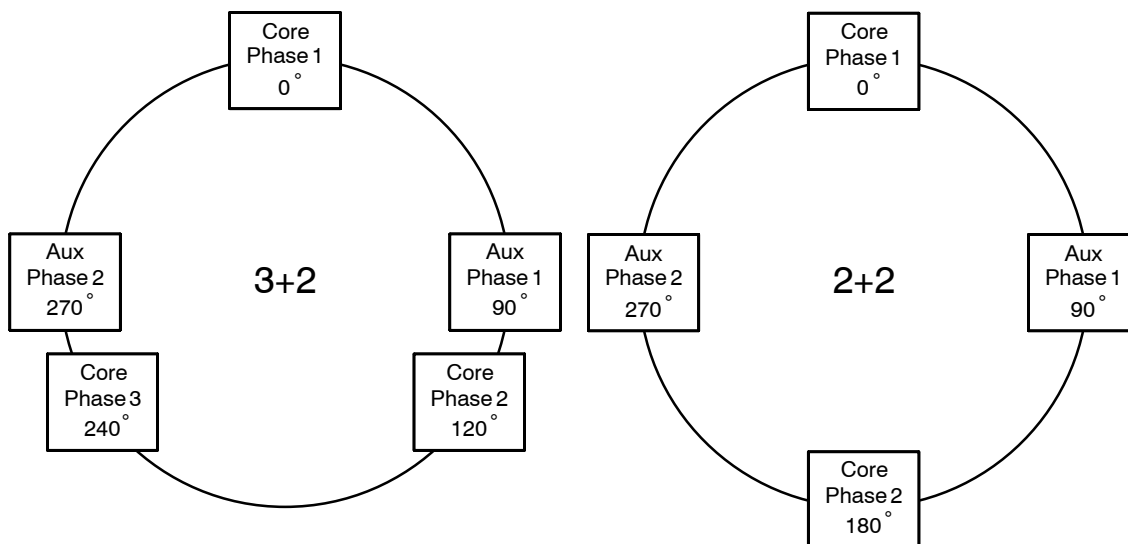 Core
Phase 1
0°
Aux
Phase 2
270°
3+2
Aux
Phase 1
90°
Core
Phase 3
240°
Core
Phase 2
120°
Core
Phase 1
0°
Aux
Phase 2
270°
2+2
Aux
Phase 1
90°
Core
Phase 2
180°